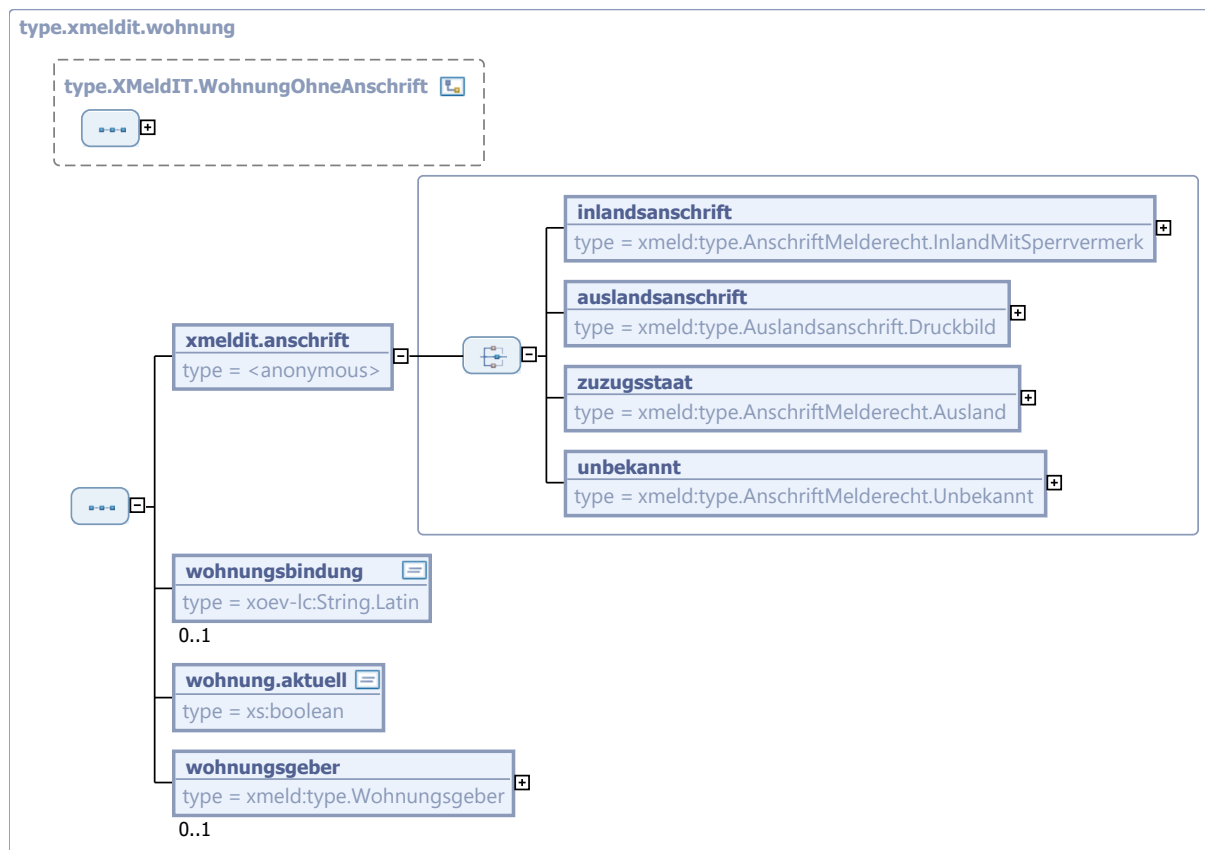 type.xmeldit.wohnung
type.XMeldIT.WohnungOhneAnschrift
inlandsanschrift
type = xmeld:type.AnschriftMelderecht.InlandMitSperrvermerk
auslandsanschrift
type = xmeld:type.Auslandsanschrift.Druckbild
xmeldit.anschrift
type = <anonymous>
zuzugsstaat
type = xmeld:type.AnschriftMelderecht.Ausland
unbekannt
type = xmeld:type.AnschriftMelderecht.Unbekannt
wohnungsbindung
type = xoev-lc:String.Latin
0..1
wohnung.aktuell
type = xs:boolean
wohnungsgeber
type = xmeld:type.Wohnungsgeber
0..1